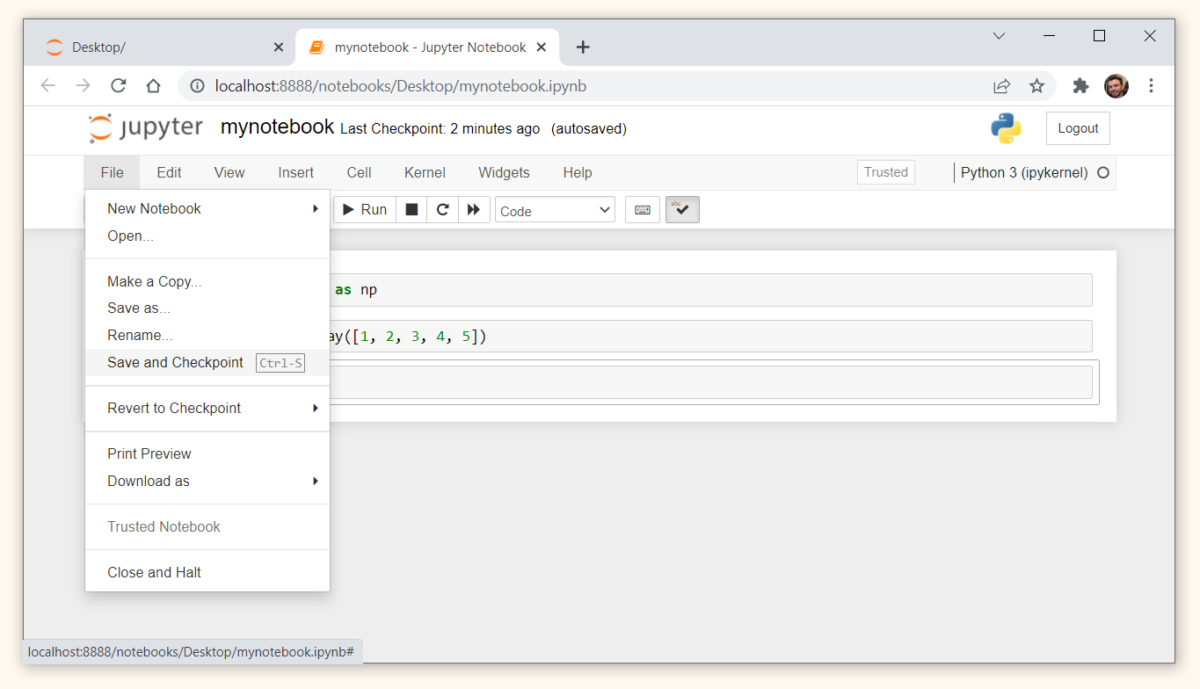 Desktop/
mynotebook - Jupyter Notebook
localhost:8888/notebooks/Desktop/mynotebook.ipynb
jupyter mynotebook Last Checkpoint: 2 minutes ago (autosaved)
Logout
File Edit View Insert Cell Kernel Widgets Help Trusted Python 3 (ipykernel)
Run Code
abc
New Notebook
Open...
Make a Copy...
Save as...
Rename...
Save and Checkpoint Ctrl-S
Revert to Checkpoint
Print Preview
Download as
Trusted Notebook
Close and Halt
as np
ay([1, 2, 3, 4, 5])
localhost:8888/notebooks/Desktop/mynotebook.ipynb#